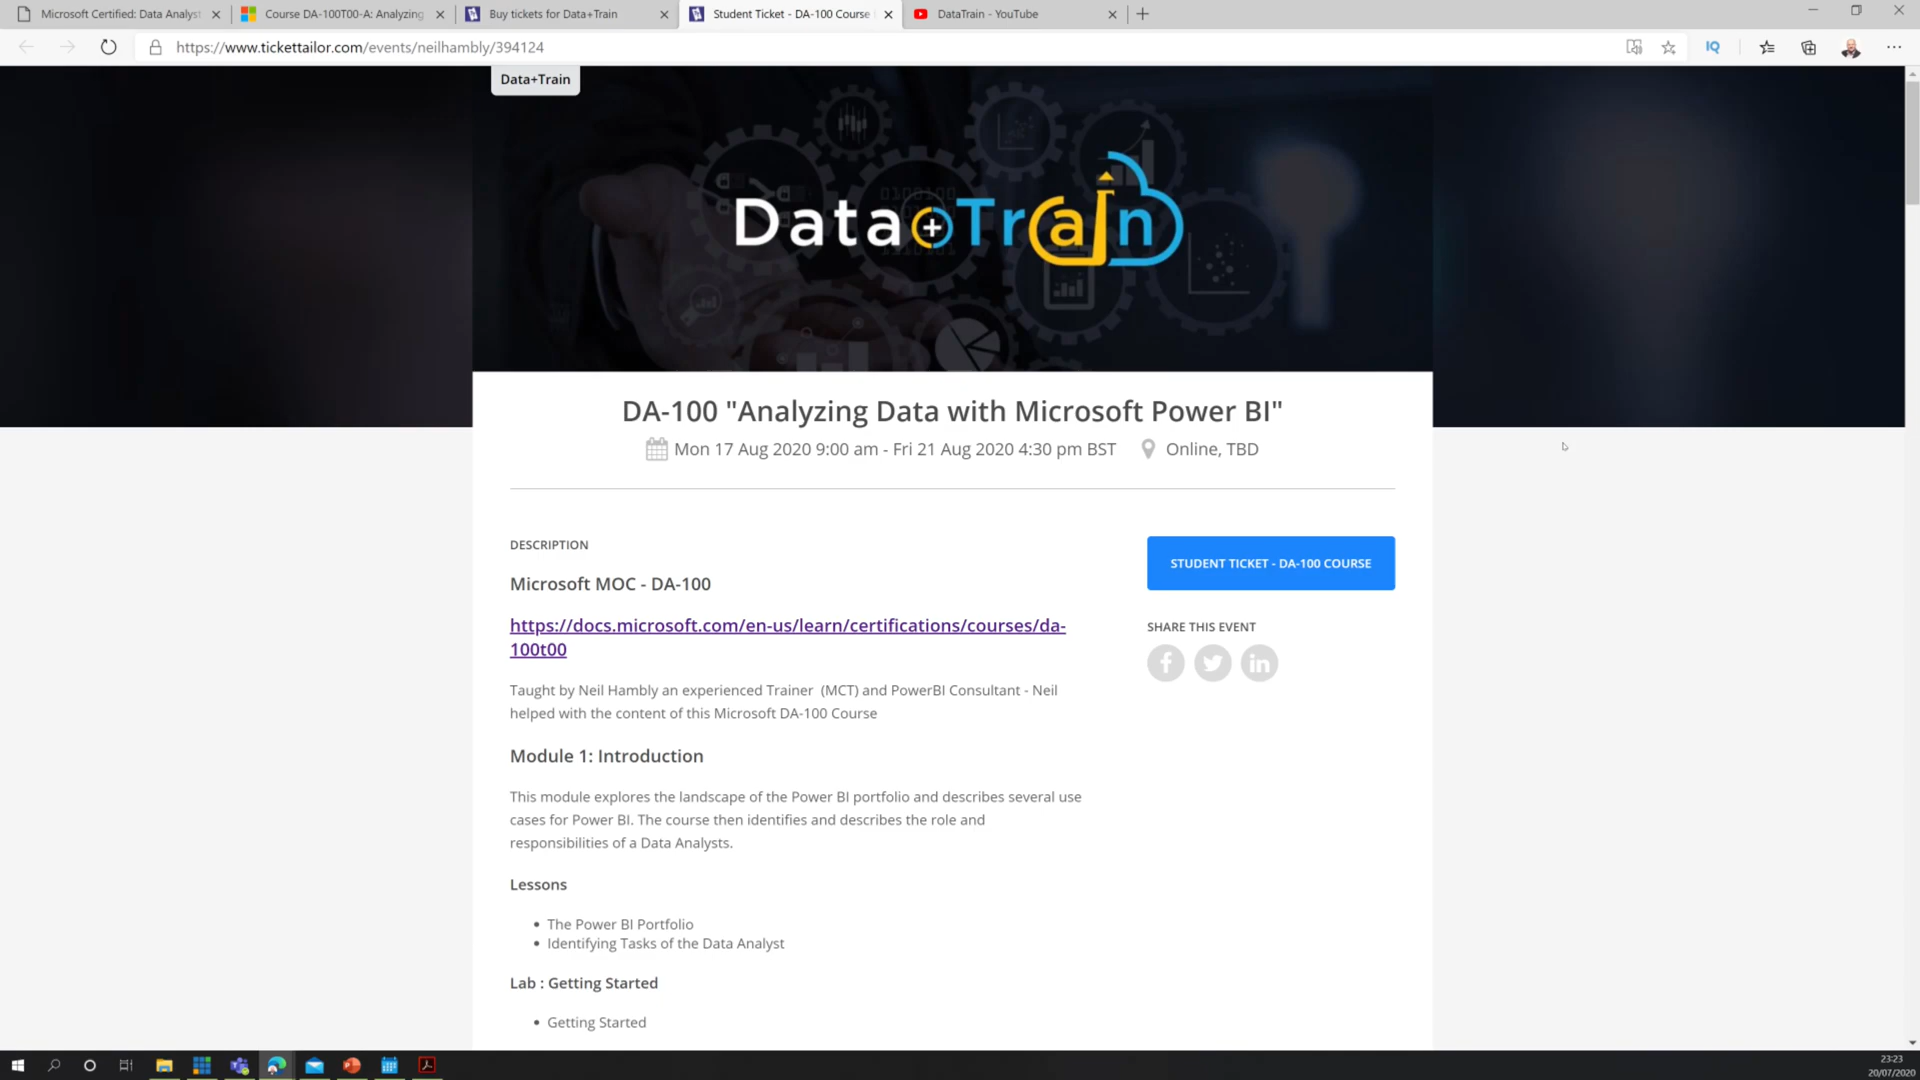 Microsoft Certified: Data Analyst
Course DA-100T00-A: Analyzing
Buy tickets for Data+Train
Student Ticket - DA-100 Course
DataTrain - YouTube
https://www.tickettailor.com/events/neilhambly/394124
IQ
Data+Train
Data+Train
DA-100 "Analyzing Data with Microsoft Power BI"
Mon 17 Aug 2020 9:00 am - Fri 21 Aug 2020 4:30 pm BST
Online, TBD
DESCRIPTION
STUDENT TICKET - DA-100 COURSE
Microsoft MOC - DA-100
https://docs.microsoft.com/en-us/learn/certifications/courses/da-
100t00
SHARE THIS EVENT
Taught by Neil Hambly an experienced Trainer (MCT) and PowerBI Consultant - Neil
helped with the content of this Microsoft DA-100 Course
Module 1: Introduction
This module explores the landscape of the Power BI portfolio and describes several use
cases for Power BI. The course then identifies and describes the role and
responsibilities of a Data Analysts.
Lessons
• The Power BI Portfolio
• Identifying Tasks of the Data Analyst
Lab : Getting Started
• Getting Started
23:23
20/07/2020